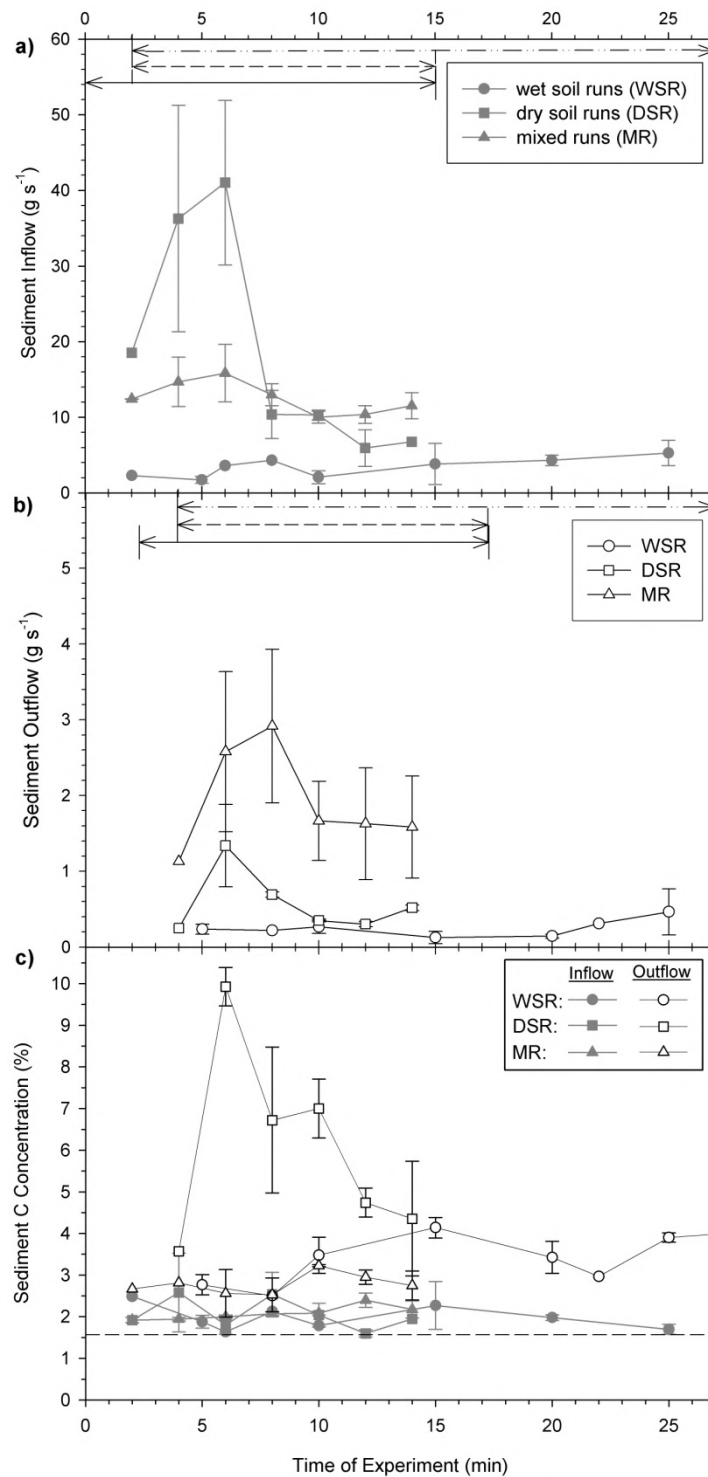 0 5 10 15 20 25
a)
60
50
40
30
20
10
0
Sediment Inflow (g s⁻¹)
wet soil runs (WSR)
dry soil runs (DSR)
mixed runs (MR)
b)
5
4
3
2
1
0
Sediment Outflow (g s⁻¹)
WSR
DSR
MR
c)
10
9
8
7
6
5
4
3
2
1
0
Sediment C Concentration (%)
Inflow Outflow
WSR:
DSR:
MR:
0 5 10 15 20 25
Time of Experiment (min)